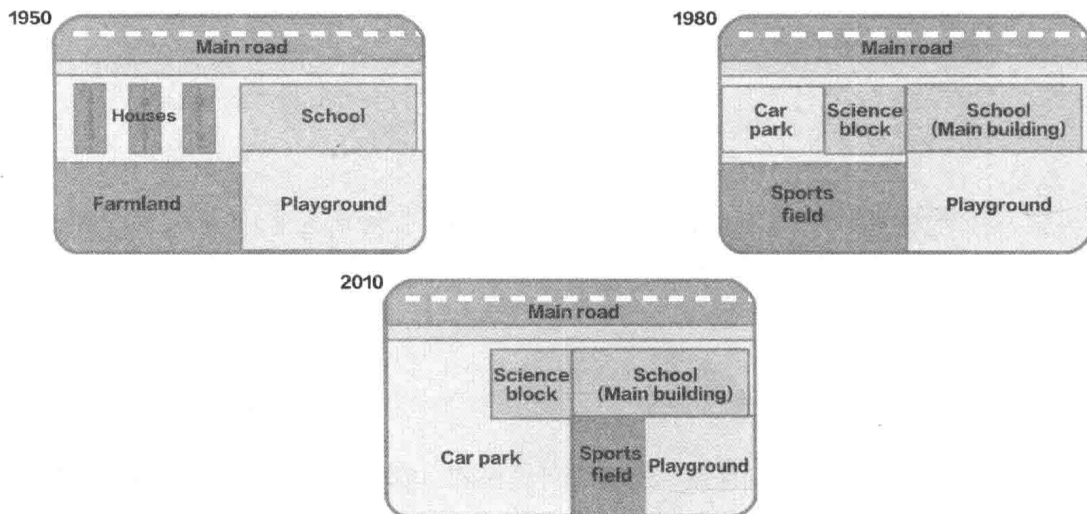 1950
Main road
Houses
School
Farmland
Playground
1980
Main road
Car
park
Science
block
School
(Main building)
Sports
field
Playground
2010
Main road
Science
block
School
(Main building)
Car park
Sports
field
Playground